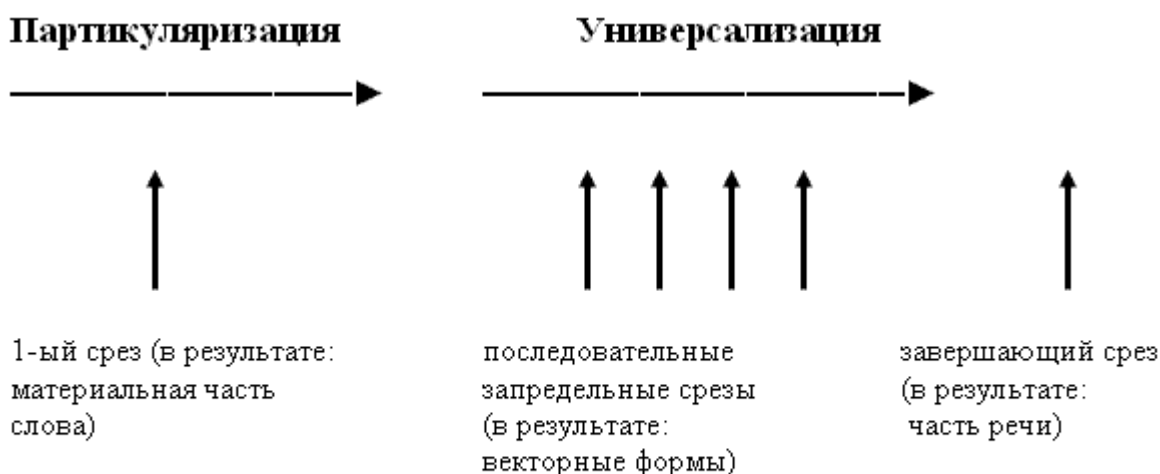 Партикуляризация
Универсализация
1-ый срез (в результате:
материальная часть
слова)
последовательные
запредельные срезы
(в результате:
векторные формы)
завершающий срез
(в результате:
часть речи)